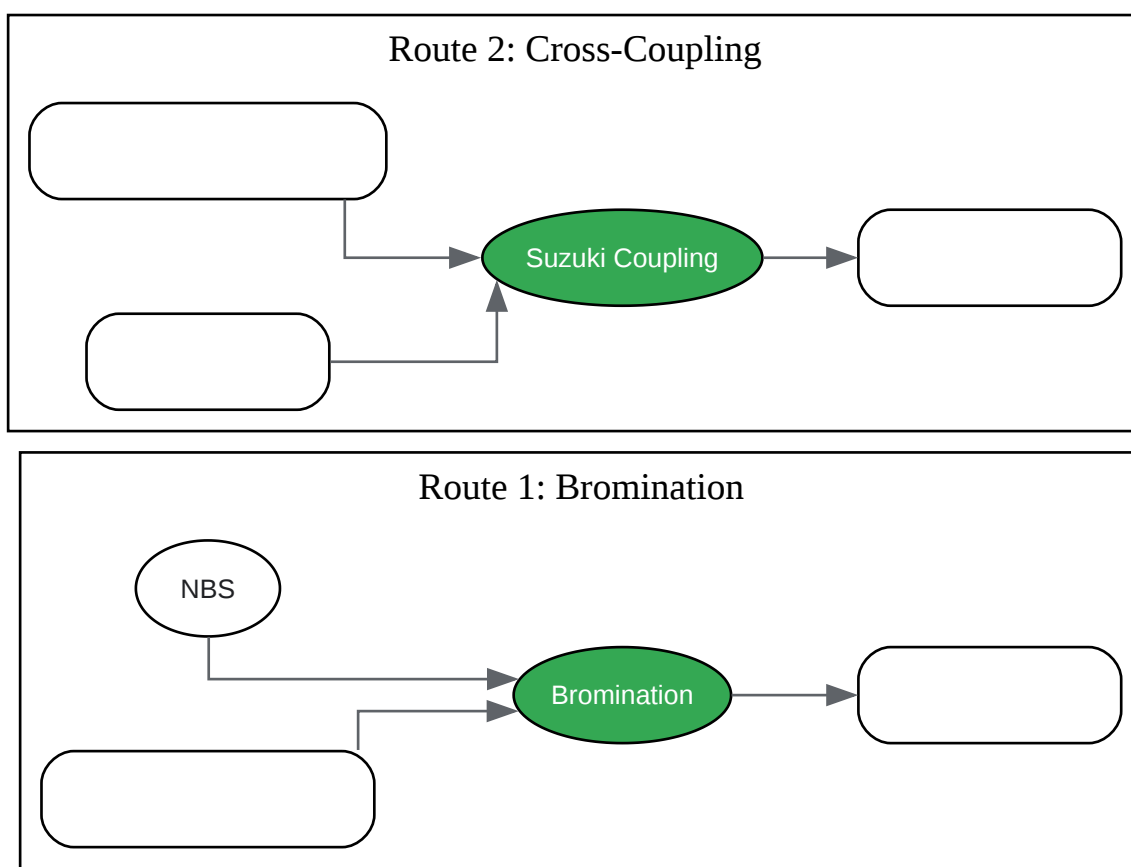 Route 2: Cross-Coupling
Suzuki Coupling
Route 1: Bromination
NBS
Bromination